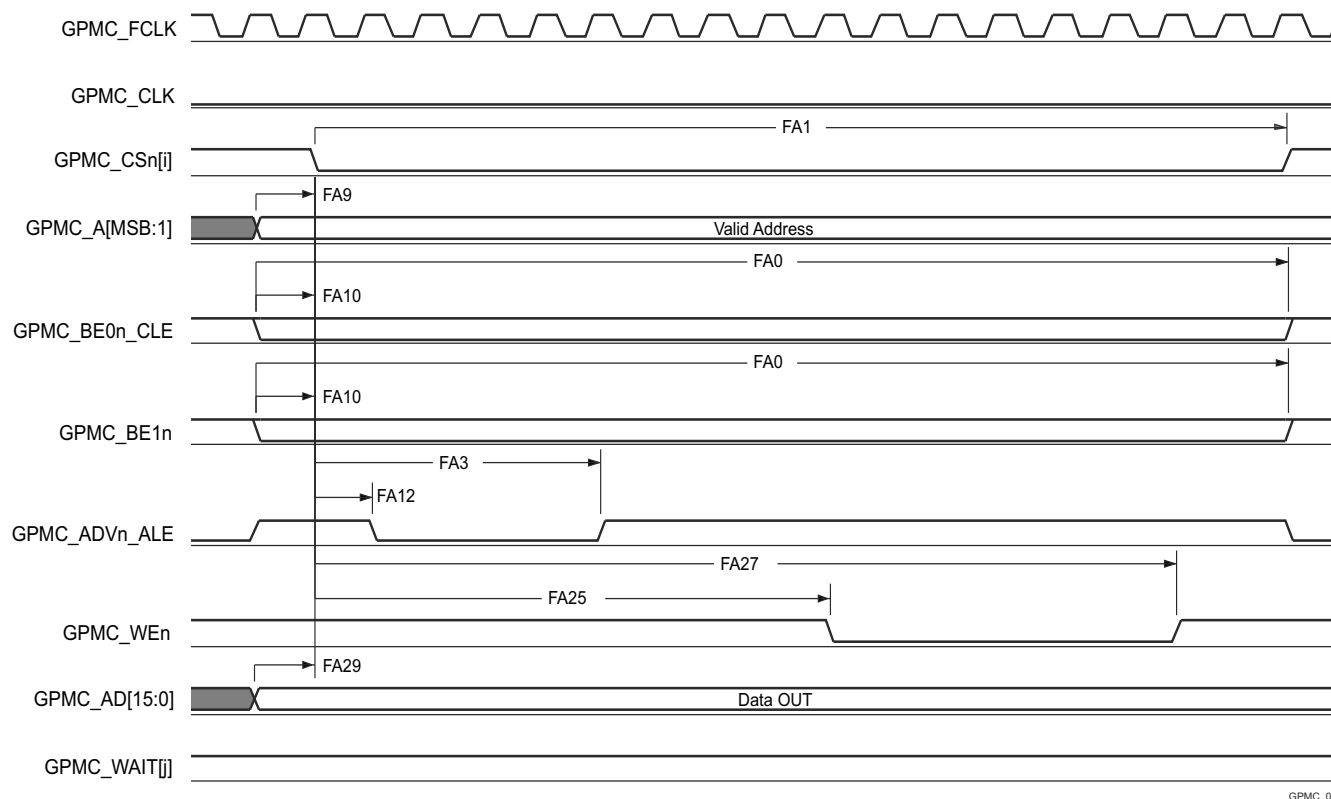 GPMC_FCLK
GPMC_CLK
FA1
GPMC_CSn[i]
FA9
GPMC_A[MSB:1]
Valid Address
FA0
FA10
GPMC_BE0n_CLE
FA0
FA10
GPMC_BE1n
FA3
FA12
GPMC_ADVn_ALE
FA27
FA25
GPMC_WEn
FA29
GPMC_AD[15:0]
Data OUT
GPMC_WAIT[j]
GPMC_0